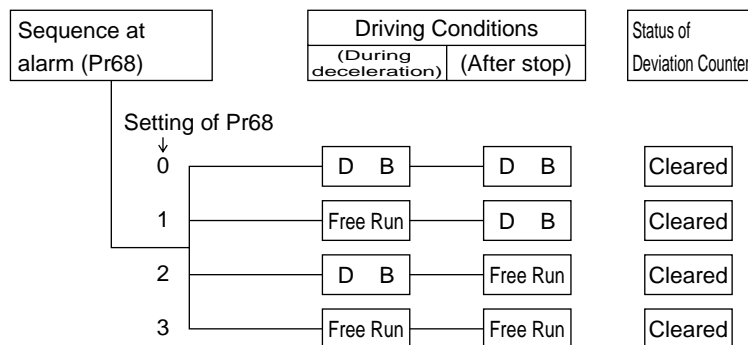 Sequence at
alarm (Pr68)
Driving Conditions
(During
deceleration)
(After stop)
Status of
Deviation Counter
Setting of Pr68
↓
0 D B D B Cleared
1 Free Run D B Cleared
2 D B Free Run Cleared
3 Free Run Free Run Cleared